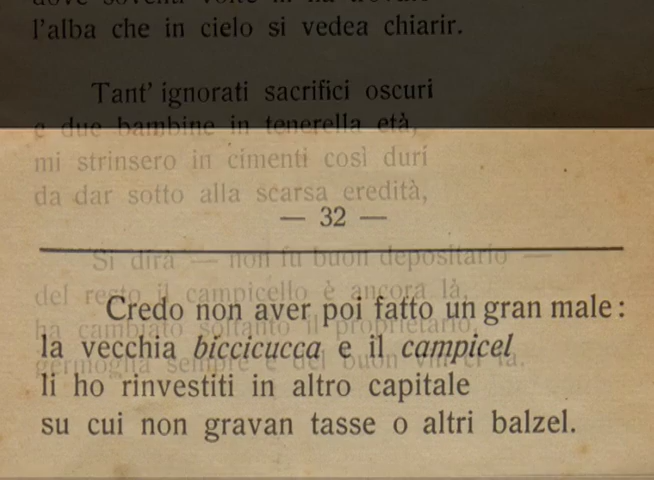 l'alba che in cielo si vedea chiarir.
Tant' ignorati sacrifici oscuri
e due bambine in tenerella età,
mi strinsero in cimenti così duri
da dar sotto alla scarsa eredità,
— 32 —
Si dirà — non fu buon depositario —
del resto il campicello è ancora là,
Credo non aver poi fatto un gran male:
ha cambiato soltanto il proprietario,
la vecchia biccicucca e il campicel
germoglia sempre e del buon vin ci dà.
li ho rinvestiti in altro capitale
su cui non gravan tasse o altri balzel.